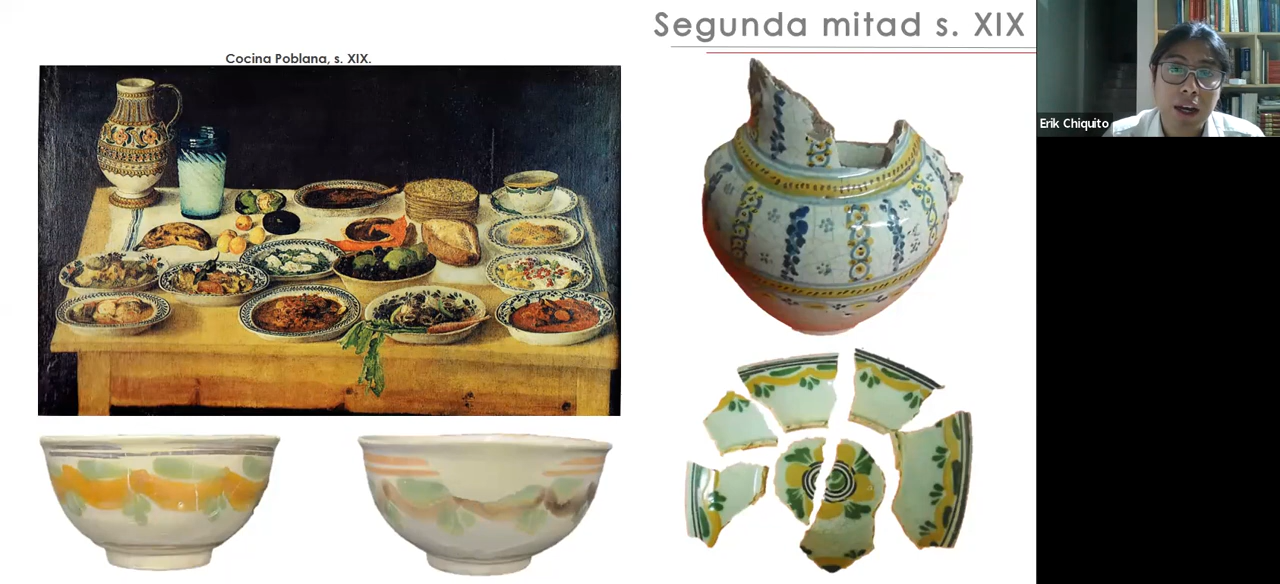 Segunda mitad s. XIX
Cocina Poblana, s. XIX.
Erik Chiquito